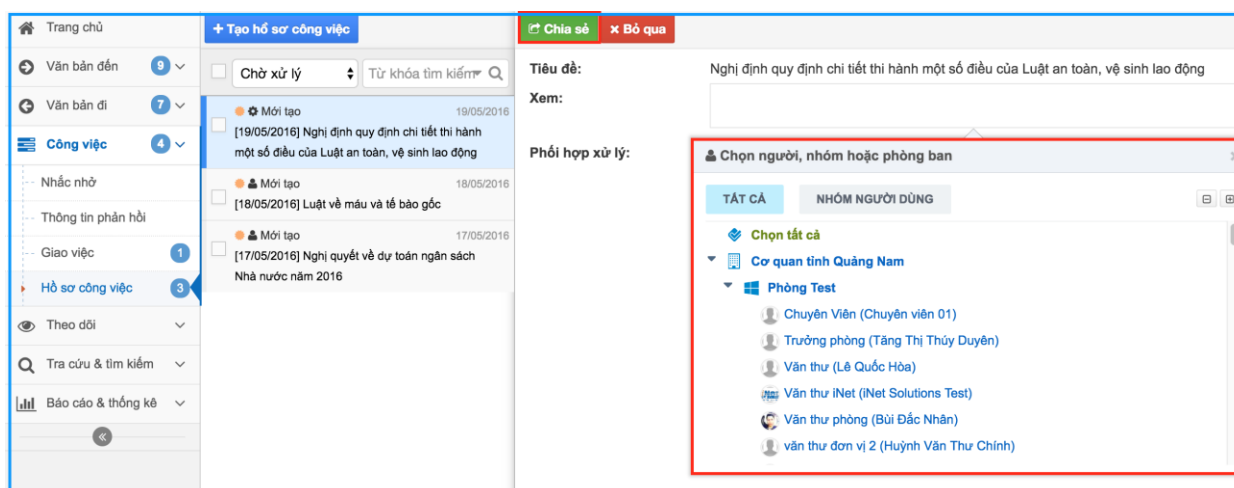 Trang chủ
Văn bản đến 9
Văn bản đi 7
Công việc 4
Nhắc nhở
Thông tin phản hồi
Giao việc 1
Hồ sơ công việc 3
Theo dõi
Tra cứu & tìm kiếm
Báo cáo & thống kê
+ Tạo hồ sơ công việc
Chờ xử lý Từ khóa tìm kiếm
Mới tạo 19/05/2016
[19/05/2016] Nghị định quy định chi tiết thi hành
một số điều của Luật an toàn, vệ sinh lao động
Mới tạo 18/05/2016
[18/05/2016] Luật về máu và tế bào gốc
Mới tạo 17/05/2016
[17/05/2016] Nghị quyết về dự toán ngân sách
Nhà nước năm 2016
Chia sẻ × Bỏ qua
Tiêu đề: Nghị định quy định chi tiết thi hành một số điều của Luật an toàn, vệ sinh lao động
Xem:
Phối hợp xử lý:
Chọn người, nhóm hoặc phòng ban
TẤT CẢ NHÓM NGƯỜI DÙNG
Chọn tất cả
Cơ quan tỉnh Quảng Nam
Phòng Test
Chuyên Viên (Chuyên viên 01)
Trưởng phòng (Tăng Thị Thúy Duyên)
Văn thư (Lê Quốc Hòa)
Văn thư iNet (iNet Solutions Test)
Văn thư phòng (Bùi Đắc Nhân)
văn thư đơn vị 2 (Huỳnh Văn Thư Chính)